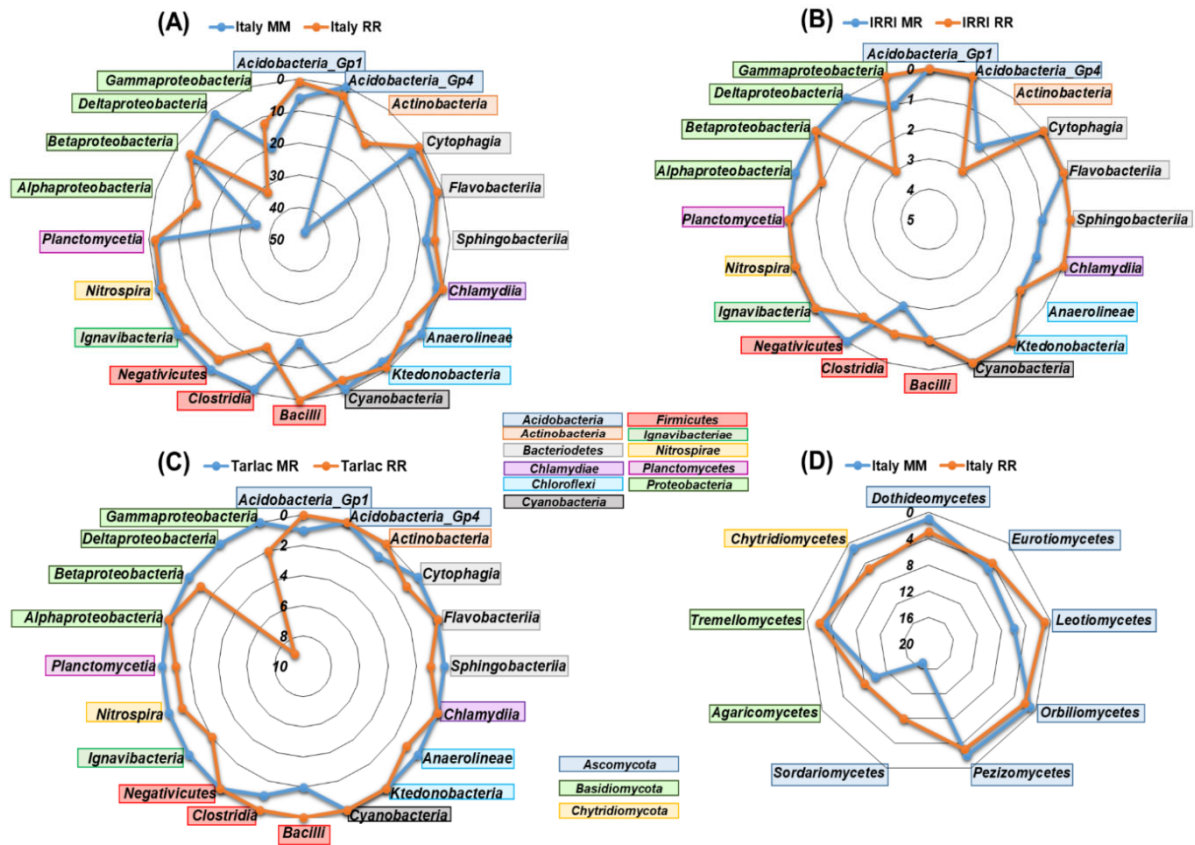 (A)
Italy MM
Italy RR
Acidobacteria_Gp1
Acidobacteria_Gp4
Actinobacteria
Cytophagia
Flavobacteriia
Sphingobacteriia
Chlamydiia
Anaerolineae
Ktedonobacteria
Cyanobacteria
Bacilli
Clostridia
Negativicutes
Ignavibacteria
Nitrospira
Planctomycetia
Alphaproteobacteria
Betaproteobacteria
Deltaproteobacteria
Gammaproteobacteria
0
10
20
30
40
50
(B)
IRRI MR
IRRI RR
Acidobacteria_Gp1
Acidobacteria_Gp4
Actinobacteria
Cytophagia
Flavobacteriia
Sphingobacteriia
Chlamydiia
Anaerolineae
Ktedonobacteria
Cyanobacteria
Bacilli
Clostridia
Negativicutes
Ignavibacteria
Nitrospira
Planctomycetia
Alphaproteobacteria
Betaproteobacteria
Deltaproteobacteria
Gammaproteobacteria
0
1
2
3
4
5
Acidobacteria
Firmicutes
Actinobacteria
Ignavibacteriae
Bacteriodetes
Nitrospirae
Chlamydiae
Planctomycetes
Chloroflexi
Proteobacteria
Cyanobacteria
(C)
Tarlac MR
Tarlac RR
Acidobacteria_Gp1
Acidobacteria_Gp4
Actinobacteria
Cytophagia
Flavobacteriia
Sphingobacteriia
Chlamydiia
Anaerolineae
Ktedonobacteria
Cyanobacteria
Bacilli
Clostridia
Negativicutes
Ignavibacteria
Nitrospira
Planctomycetia
Alphaproteobacteria
Betaproteobacteria
Deltaproteobacteria
Gammaproteobacteria
0
2
4
6
8
10
Ascomycota
Basidiomycota
Chytridiomycota
(D)
Italy MM
Italy RR
Dothideomycetes
Eurotiomycetes
Leotiomycetes
Orbiliomycetes
Pezizomycetes
Sordariomycetes
Agaricomycetes
Tremellomycetes
Chytridiomycetes
0
4
8
12
16
20